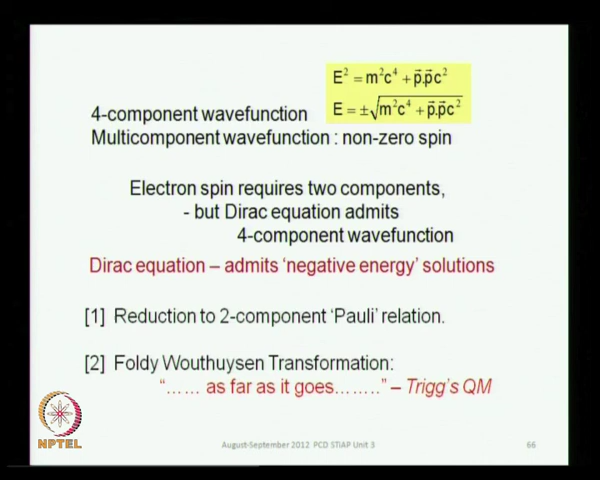 E² = m²c⁴ + p⃗.p⃗c²
E = ±√m²c⁴ + p⃗.p⃗c²
4-component wavefunction
Multicomponent wavefunction : non-zero spin
Electron spin requires two components,
- but Dirac equation admits
4-component wavefunction
Dirac equation – admits ‘negative energy’ solutions
[1] Reduction to 2-component ‘Pauli’ relation.
[2] Foldy Wouthuysen Transformation:
“…… as far as it goes……..” – Trigg's QM
NPTEL
August-September 2012 PCD STIAP Unit 3
66